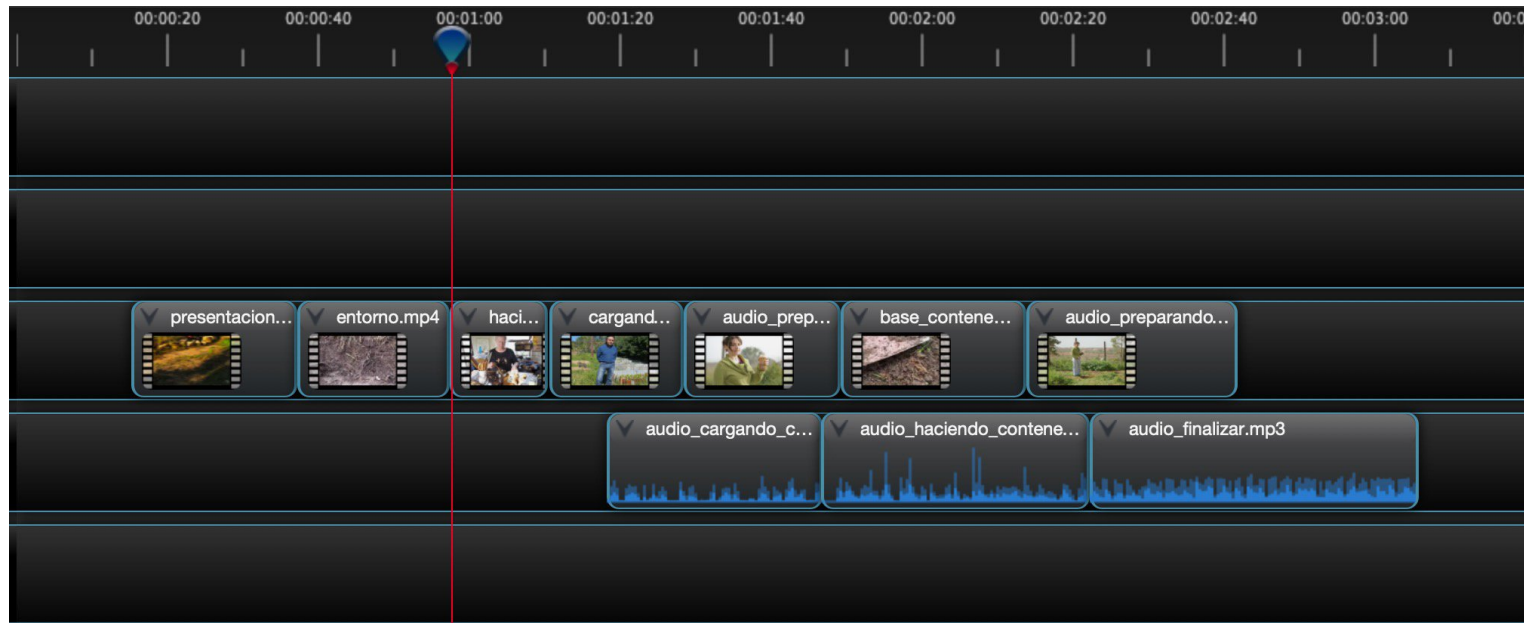 00:00:20 00:00:40 00:01:00 00:01:20 00:01:40 00:02:00 00:02:20 00:02:40 00:03:00 00:0
presentacion... entorno.mp4 haci... cargand... audio_prep... base_contene... audio_preparando...
audio_cargando_c... audio_haciendo_contene... audio_finalizar.mp3